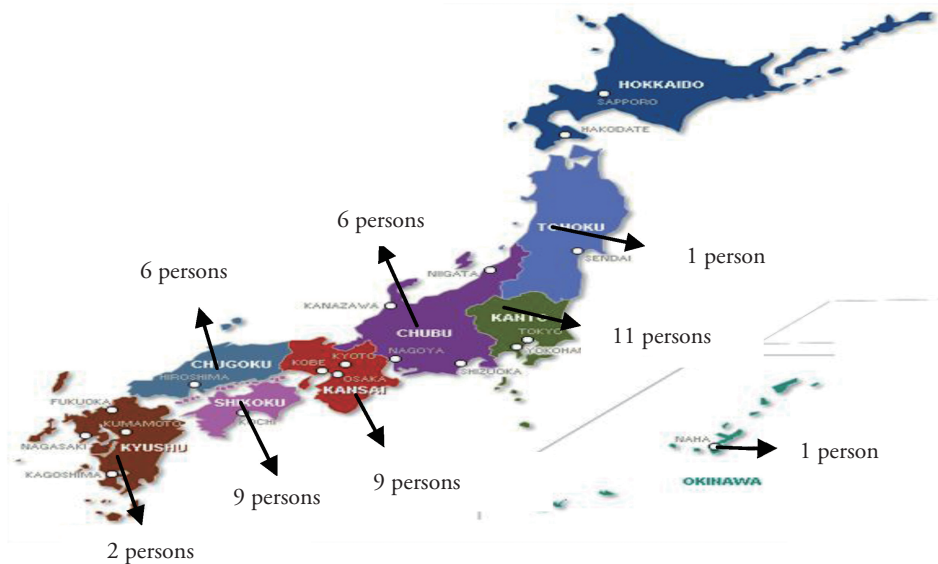 HOKKAIDO
SAPPORO
HAKODATE
6 persons
TOHOKU
1 person
SENDAI
6 persons
NIIGATA
KANAZAWA
KANTO
11 persons
CHUBU
TOKYO
YOKOHAM
NAGOYA
SHIZUOKA
CHUGOKU
KOBE
KYOTO
HIROSHIMA
OSAKA
KANSAI
FUKUOKA
SHIKOKU
KOCHI
KUMAMOTO
NAGASAKI
KYUSHU
NAHA
1 person
KAGOSHIMA
9 persons
9 persons
OKINAWA
2 persons